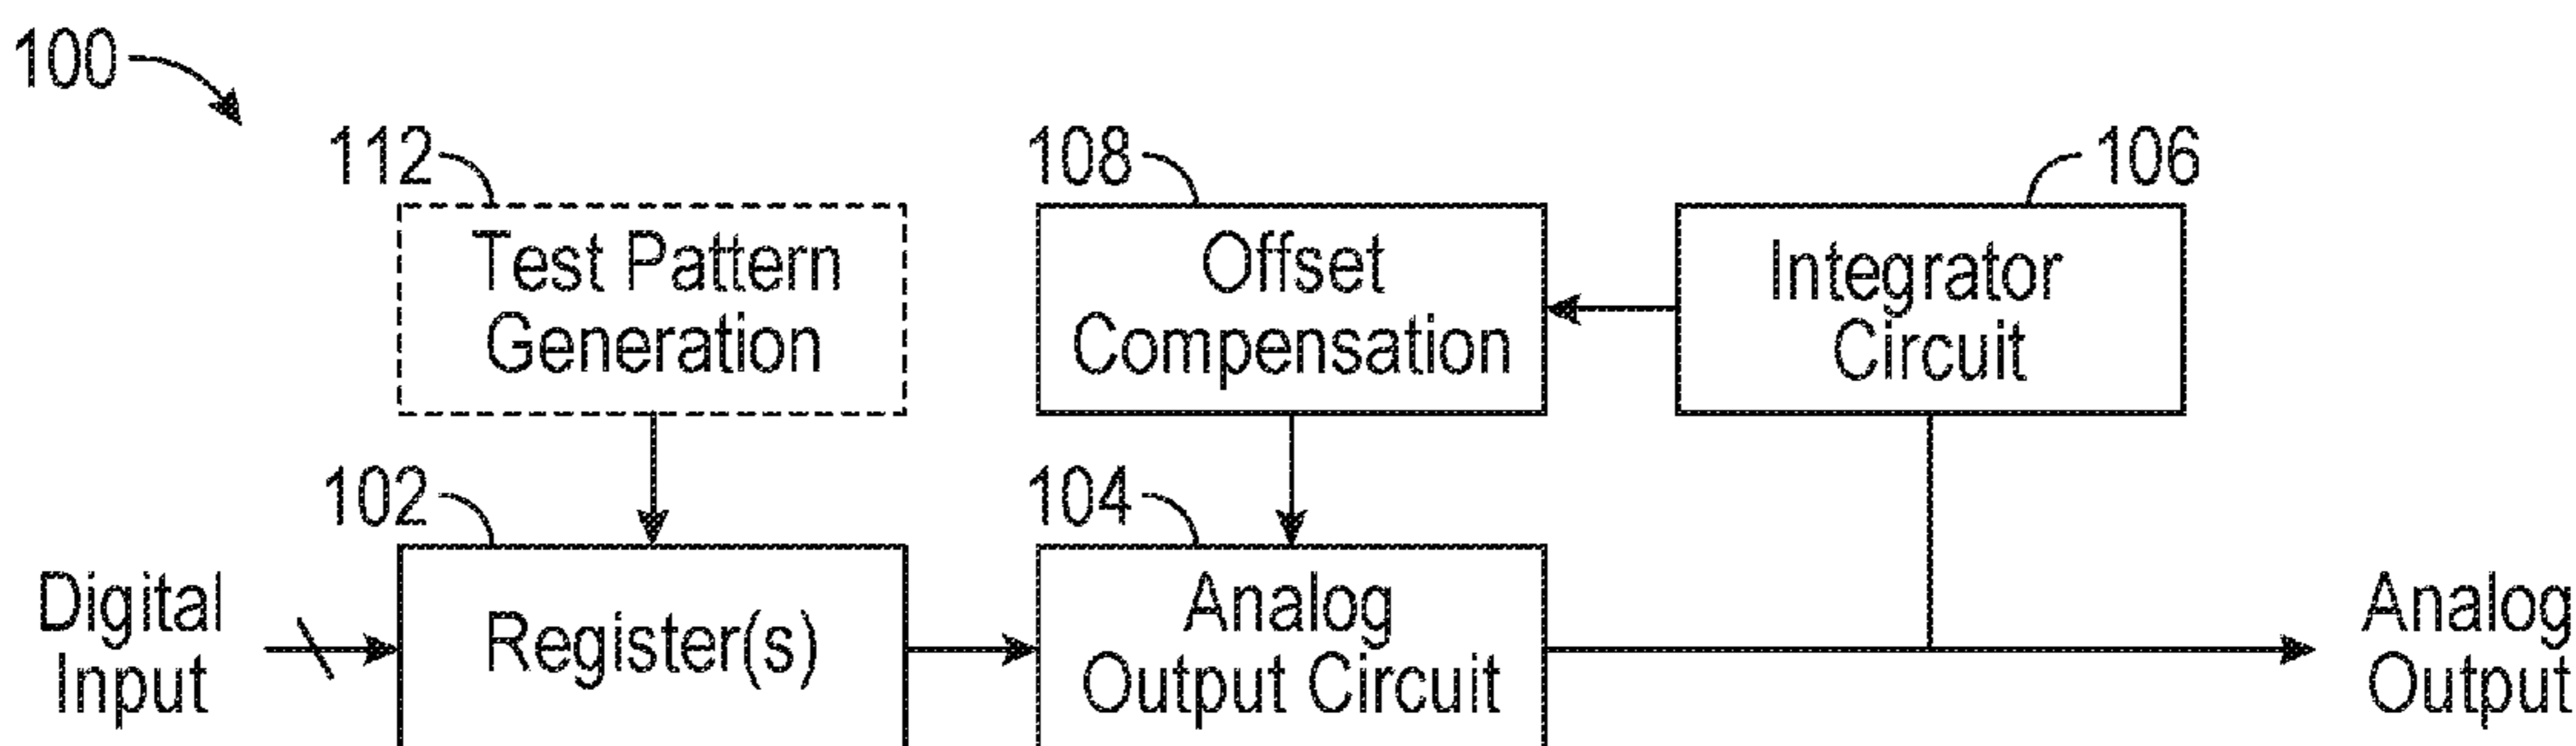 100
112
108
106
Test Pattern
Generation
Offset
Compensation
Integrator
Circuit
102
104
Digital
Input
Register(s)
Analog
Output Circuit
Analog
Output